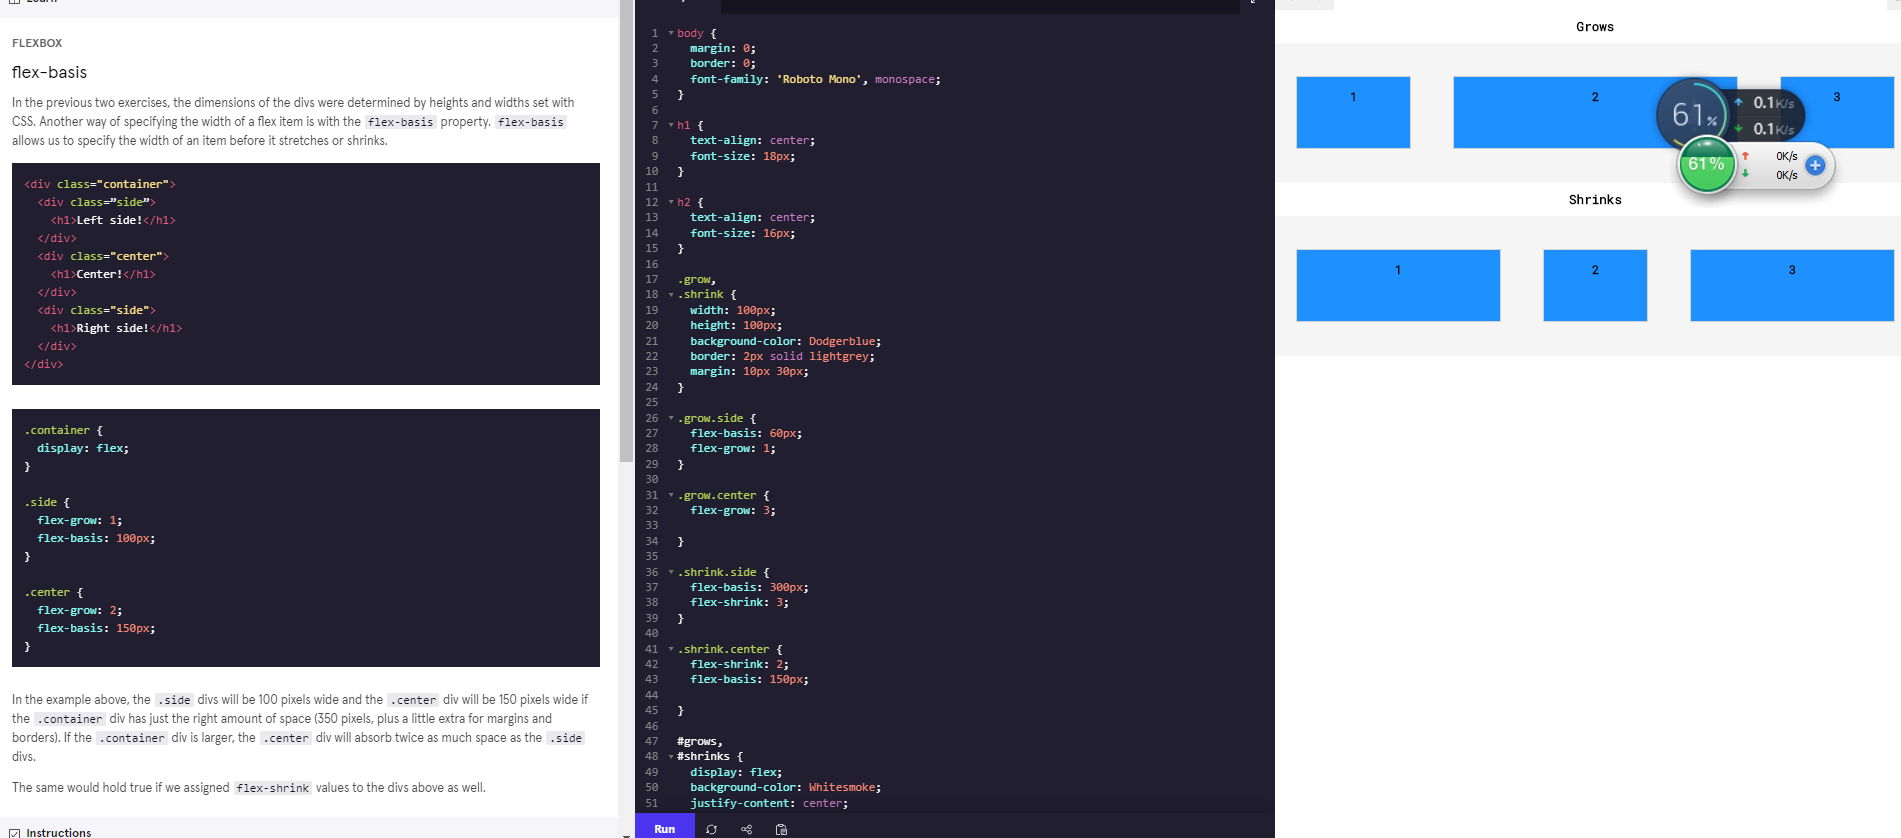 Learn
FLEXBOX
flex-basis
In the previous two exercises, the dimensions of the divs were determined by heights and widths set with
CSS. Another way of specifying the width of a flex item is with the flex-basis property. flex-basis
allows us to specify the width of an item before it stretches or shrinks.
<div class="container">
  <div class=”side”>
    <h1>Left side!</h1>
  </div>
  <div class="center">
    <h1>Center!</h1>
  </div>
  <div class="side">
    <h1>Right side!</h1>
  </div>
</div>
.container {
  display: flex;
}
.side {
  flex-grow: 1;
  flex-basis: 100px;
}
.center {
  flex-grow: 2;
  flex-basis: 150px;
}
In the example above, the .side divs will be 100 pixels wide and the .center div will be 150 pixels wide if
the .container div has just the right amount of space (350 pixels, plus a little extra for margins and
borders). If the .container div is larger, the .center div will absorb twice as much space as the .side
divs.
The same would hold true if we assigned flex-shrink values to the divs above as well.
Instructions
1 body {
2   margin: 0;
3   border: 0;
4   font-family: 'Roboto Mono', monospace;
5 }
6
7 h1 {
8   text-align: center;
9   font-size: 18px;
10 }
11
12 h2 {
13   text-align: center;
14   font-size: 16px;
15 }
16
17 .grow,
18 .shrink {
19   width: 100px;
20   height: 100px;
21   background-color: Dodgerblue;
22   border: 2px solid lightgrey;
23   margin: 10px 30px;
24 }
25
26 .grow.side {
27   flex-basis: 60px;
28   flex-grow: 1;
29 }
30
31 .grow.center {
32   flex-grow: 3;
33
34 }
35
36 .shrink.side {
37   flex-basis: 300px;
38   flex-shrink: 3;
39 }
40
41 .shrink.center {
42   flex-shrink: 2;
43   flex-basis: 150px;
44
45 }
46
47 #grows,
48 #shrinks {
49   display: flex;
50   background-color: Whitesmoke;
51   justify-content: center;
Run
Grows
1 2 3
61% 0.1K/s
0.1K/s
61% 0K/s
0K/s
Shrinks
1 2 3